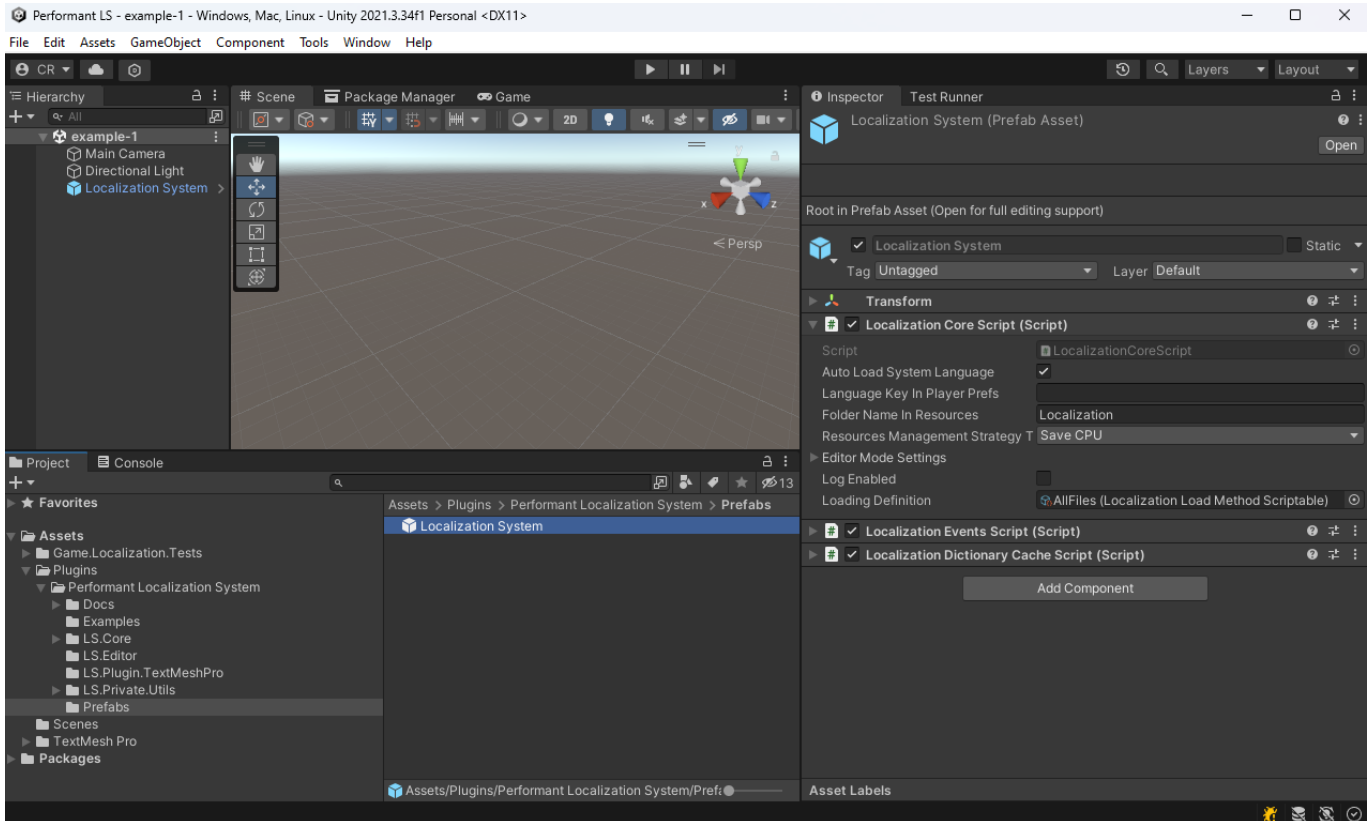 Performant LS - example-1 - Windows, Mac, Linux - Unity 2021.3.34f1 Personal <DX11>
File Edit Assets GameObject Component Tools Window Help
CR
Layers
Layout
Hierarchy
All
example-1
Main Camera
Directional Light
Localization System
Scene Package Manager Game
2D
y
x
z
Persp
Inspector Test Runner
Localization System (Prefab Asset)
Open
Root in Prefab Asset (Open for full editing support)
Localization System
Static
Tag Untagged Layer Default
Transform
Localization Core Script (Script)
Script LocalizationCoreScript
Auto Load System Language
Language Key In Player Prefs
Folder Name In Resources Localization
Resources Management Strategy T Save CPU
Editor Mode Settings
Log Enabled
Loading Definition AllFiles (Localization Load Method Scriptable)
Localization Events Script (Script)
Localization Dictionary Cache Script (Script)
Add Component
Asset Labels
Project Console
13
Favorites
Assets
Game.Localization.Tests
Plugins
Performant Localization System
Docs
Examples
LS.Core
LS.Editor
LS.Plugin.TextMeshPro
LS.Private.Utils
Prefabs
Scenes
TextMesh Pro
Packages
Assets > Plugins > Performant Localization System > Prefabs
Localization System
Assets/Plugins/Performant Localization System/Prefa